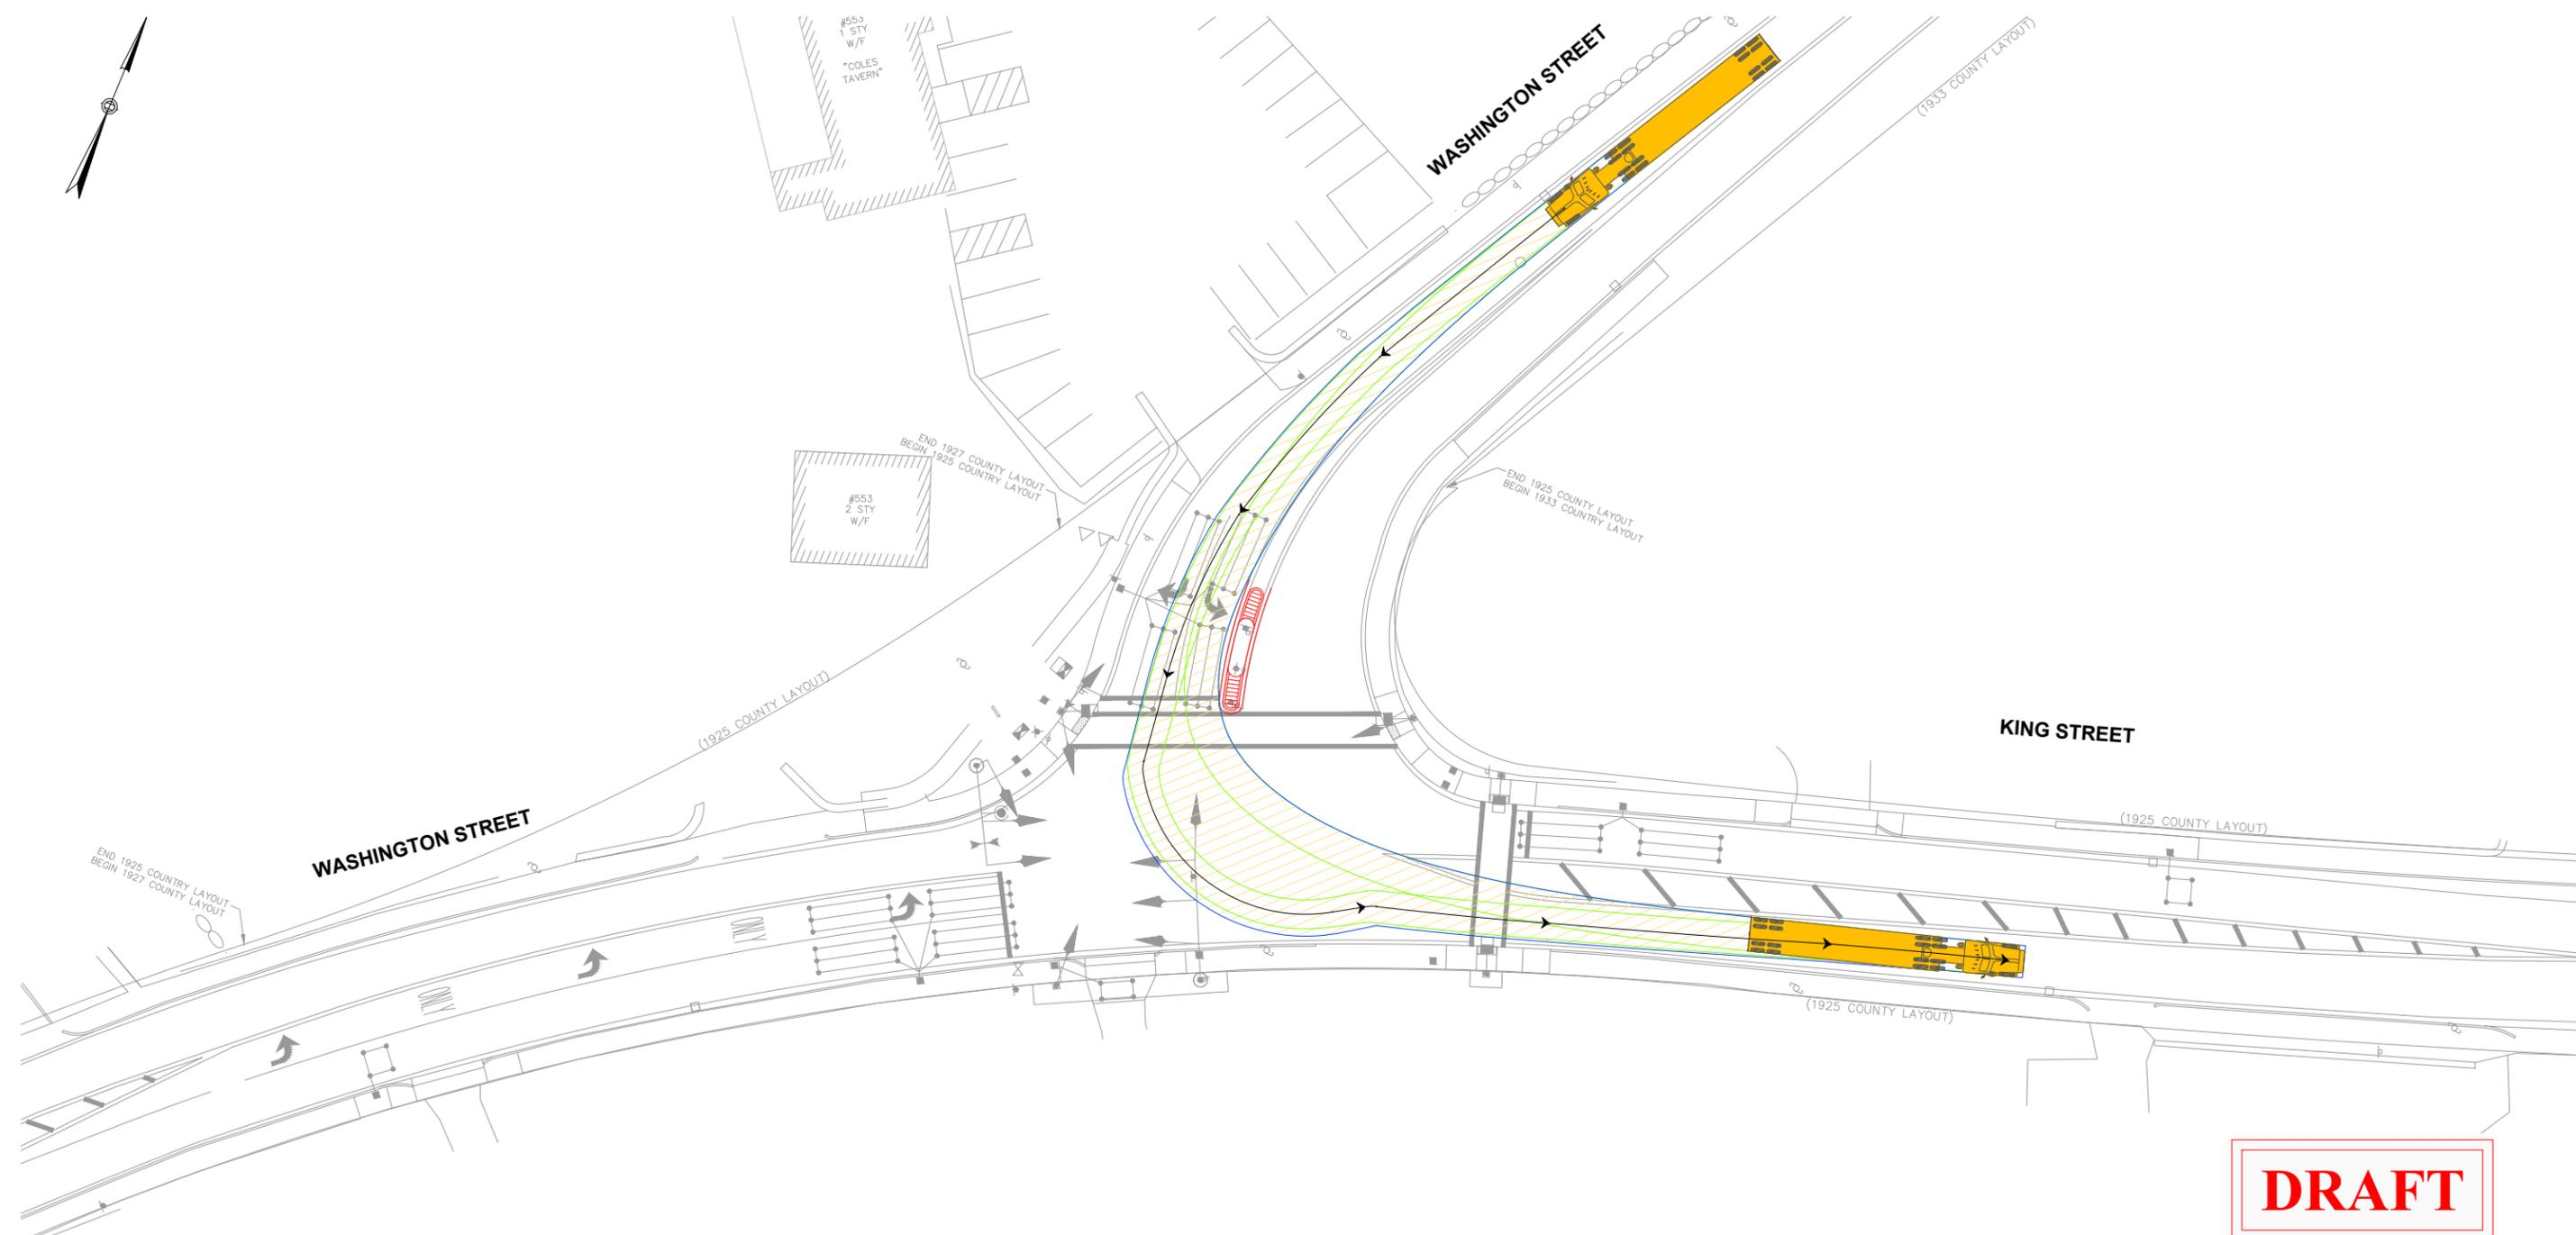 #553
1 STY
W/F
"COLES
TAVERN"
WASHINGTON STREET
(1933 COUNTY LAYOUT)
END 1927 COUNTY LAYOUT
BEGIN 1925 COUNTRY LAYOUT
END 1925 COUNTY LAYOUT
BEGIN 1933 COUNTRY LAYOUT
#553
2 STY
W/F
(1925 COUNTY LAYOUT)
KING STREET
WASHINGTON STREET
(1925 COUNTY LAYOUT)
END 1925 COUNTRY LAYOUT
BEGIN 1927 COUNTY LAYOUT
ONLY
ONLY
(1925 COUNTY LAYOUT)
DRAFT